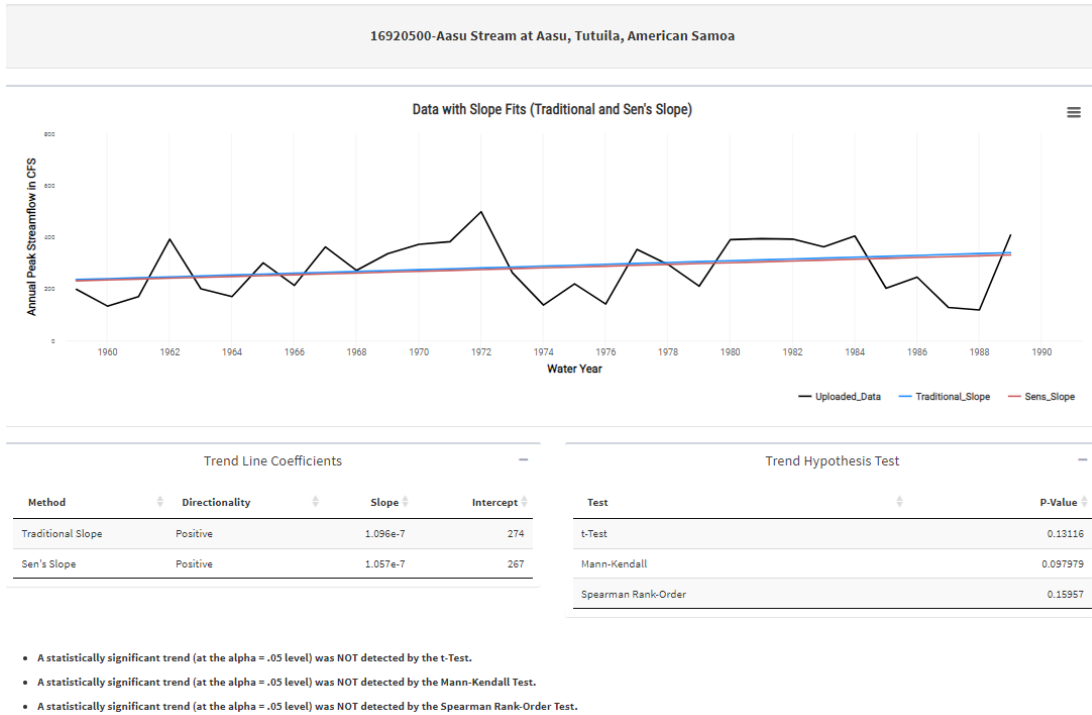 16920500-Aasu Stream at Aasu, Tutuila, American Samoa
Data with Slope Fits (Traditional and Sen's Slope)
Annual Peak Streamflow in CFS
800
600
400
200
0
1960 1962 1964 1966 1968 1970 1972 1974 1976 1978 1980 1982 1984 1986 1988 1990
Water Year
Uploaded_Data Traditional_Slope Sens_Slope
Trend Line Coefficients
Method Directionality Slope Intercept
Traditional Slope Positive 1.096e-7 274
Sen's Slope Positive 1.057e-7 267
Trend Hypothesis Test
Test P-Value
t-Test 0.13116
Mann-Kendall 0.097979
Spearman Rank-Order 0.15957
• A statistically significant trend (at the alpha = .05 level) was NOT detected by the t-Test.
• A statistically significant trend (at the alpha = .05 level) was NOT detected by the Mann-Kendall Test.
• A statistically significant trend (at the alpha = .05 level) was NOT detected by the Spearman Rank-Order Test.